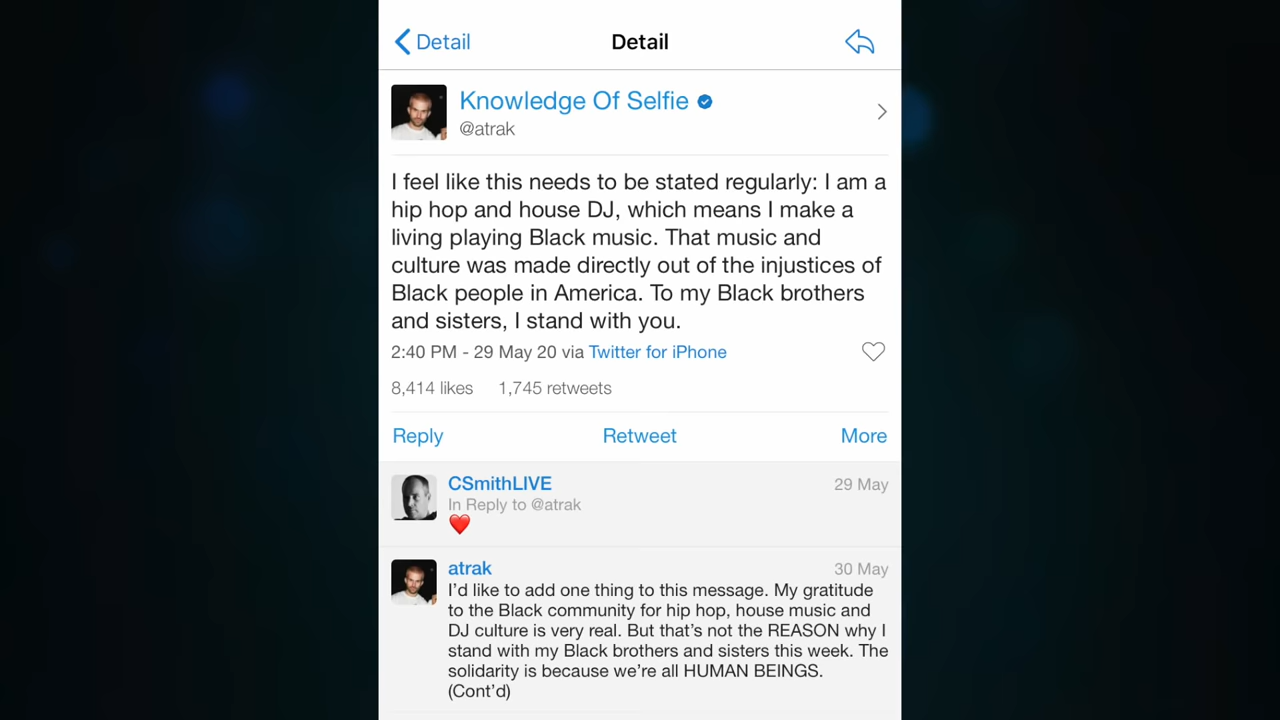 Detail
Detail
Knowledge Of Selfie
@atrak
I feel like this needs to be stated regularly: I am a
hip hop and house DJ, which means I make a
living playing Black music. That music and
culture was made directly out of the injustices of
Black people in America. To my Black brothers
and sisters, I stand with you.
2:40 PM - 29 May 20 via Twitter for iPhone
8,414 likes 1,745 retweets
Reply Retweet More
CSmithLIVE 29 May
In Reply to @atrak
❤️
atrak 30 May
I’d like to add one thing to this message. My gratitude
to the Black community for hip hop, house music and
DJ culture is very real. But that’s not the REASON why I
stand with my Black brothers and sisters this week. The
solidarity is because we’re all HUMAN BEINGS.
(Cont’d)